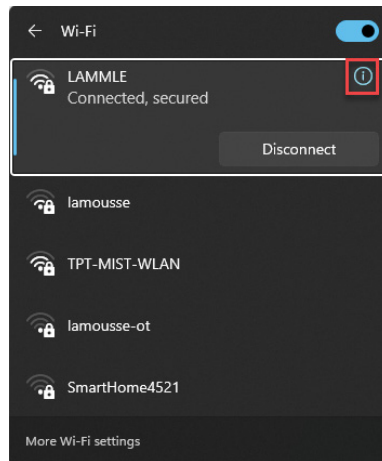 Wi-Fi
LAMMLE
Connected, secured
Disconnect
lamousse
TPT-MIST-WLAN
lamousse-ot
SmartHome4521
More Wi-Fi settings